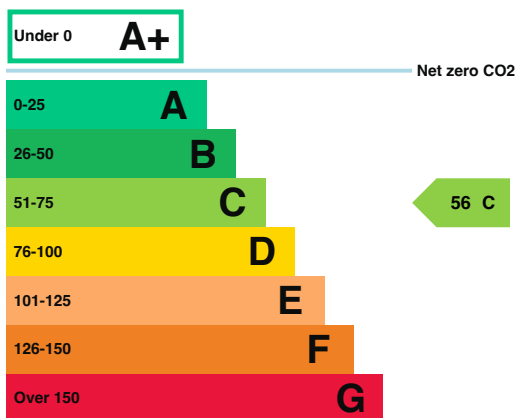 Under 0 A+
Net zero CO2
0-25 A
26-50 B
51-75 C
56 C
76-100 D
101-125 E
126-150 F
Over 150 G